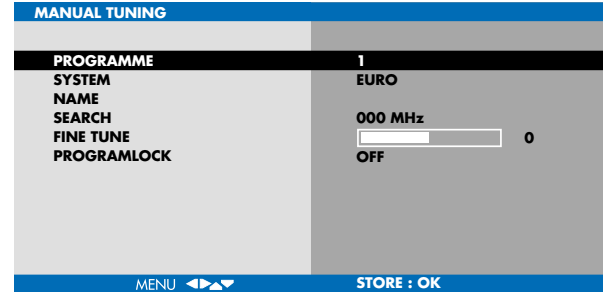 MANUAL TUNING
PROGRAMME 1
SYSTEM EURO
NAME
SEARCH 000 MHz
FINE TUNE 0
PROGRAMLOCK OFF
MENU STORE : OK